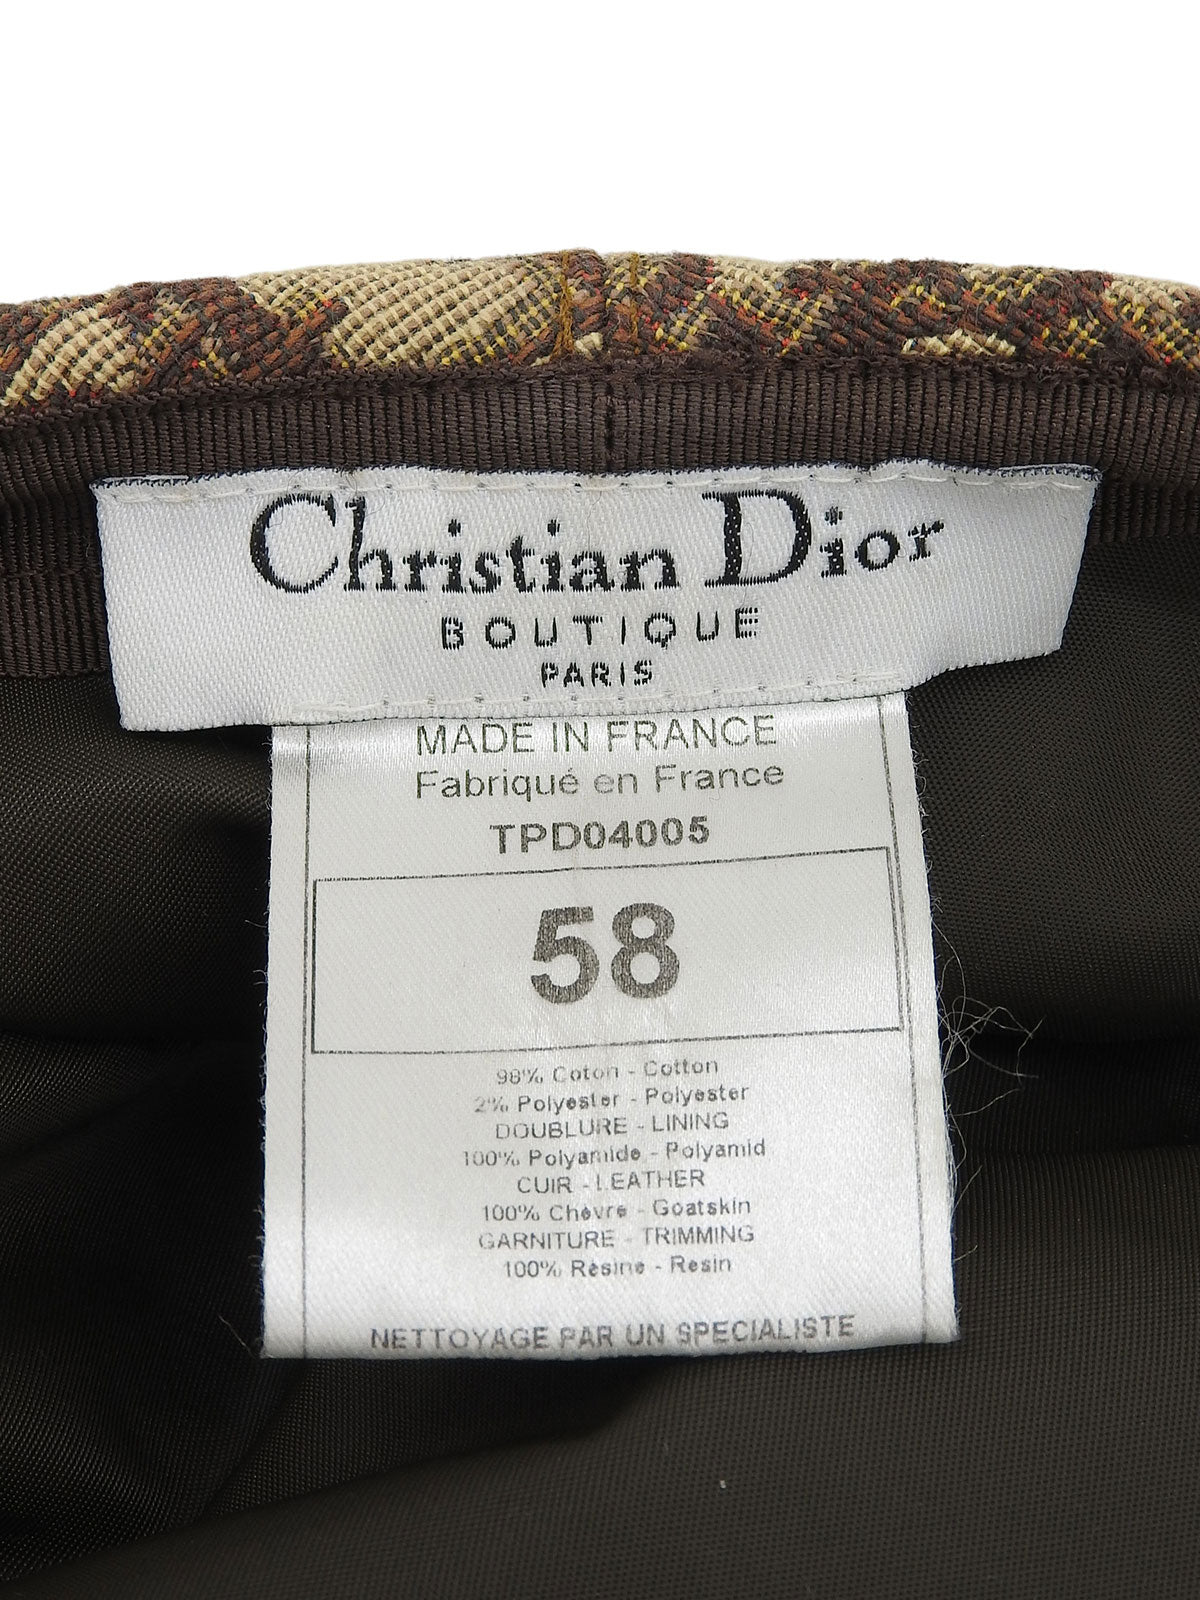 Christian Dior
BOUTIQUE
PARIS
MADE IN FRANCE
Fabriqué en France
TPD04005
58
98% Coton - Cotton
2% Polyester - Polyester
DOUBLURE - LINING
100% Polyamide - Polyamid
CUIR - LEATHER
100% Chèvre - Goatskin
GARNITURE - TRIMMING
100% Résine - Resin
NETTOYAGE PAR UN SPECIALISTE